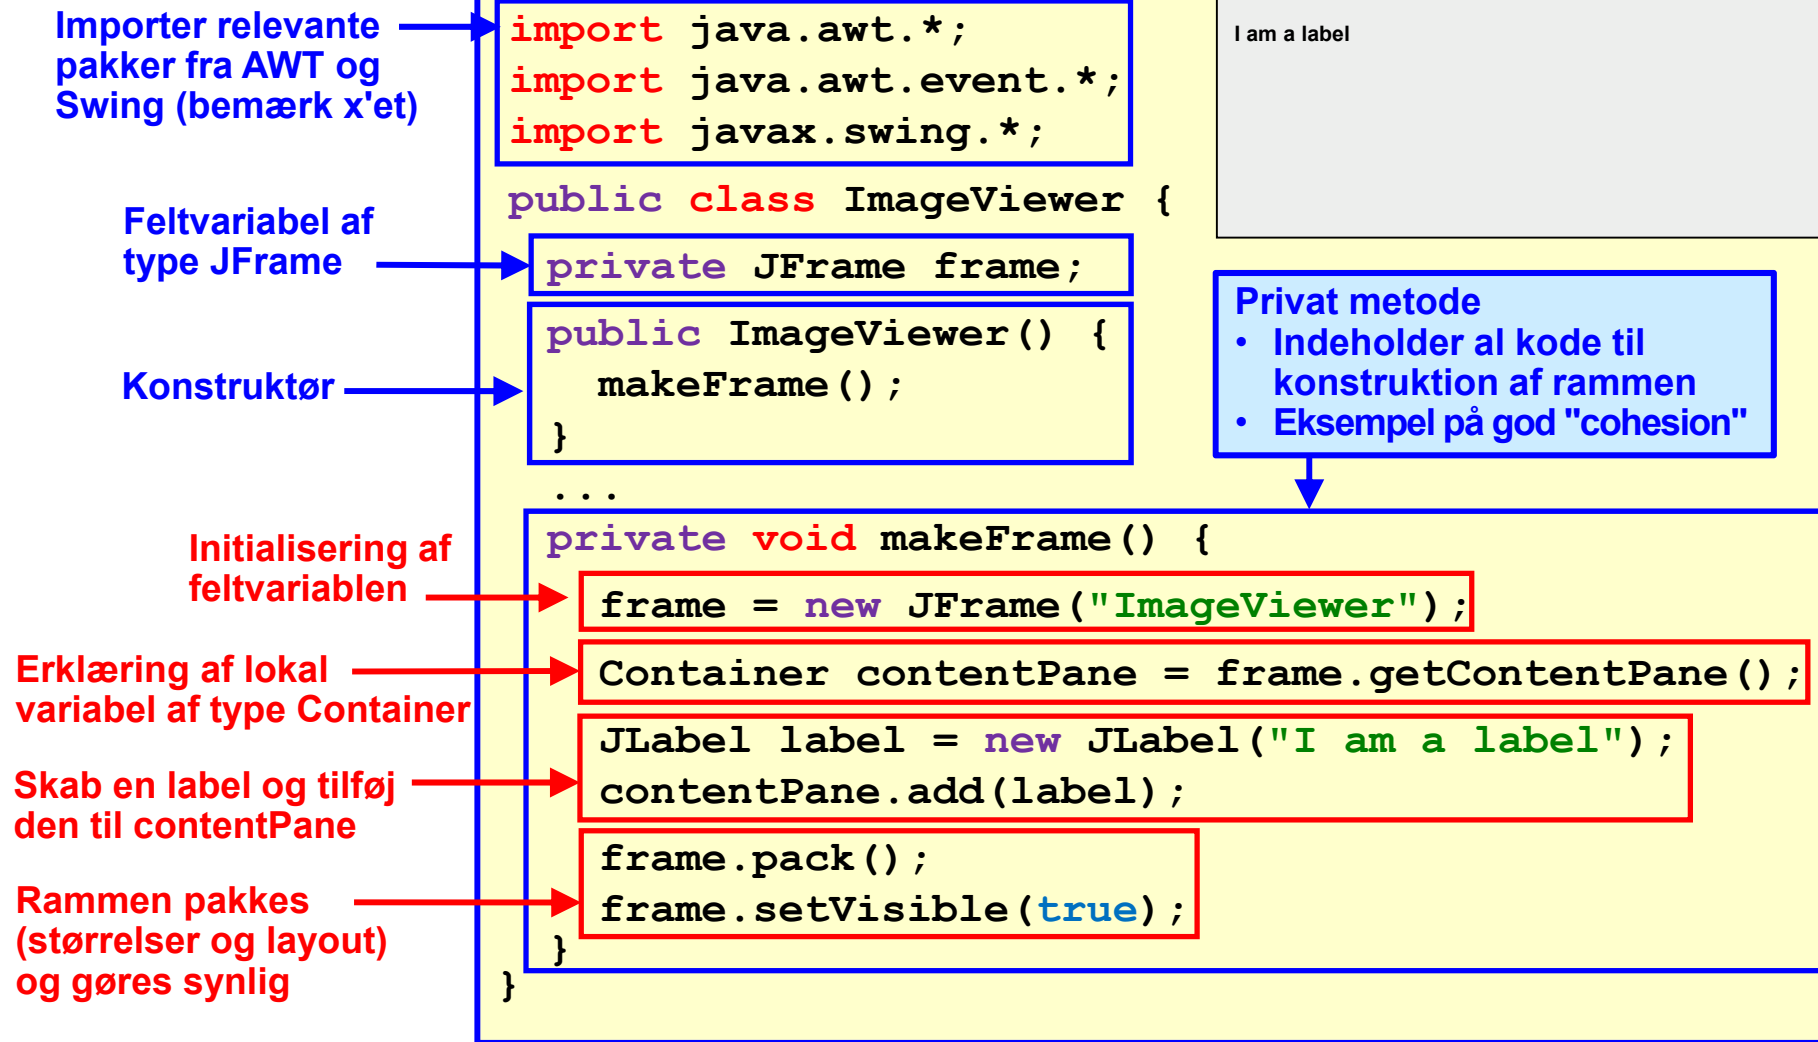 Importer relevante
pakker fra AWT og
Swing (bemærk x'et)
import java.awt.*;
import java.awt.event.*;
import javax.swing.*;
I am a label
public class ImageViewer {
Feltvariabel af
type JFrame
private JFrame frame;
Konstruktør
public ImageViewer() {
makeFrame();
}
...
Privat metode
• Indeholder al kode til
konstruktion af rammen
• Eksempel på god "cohesion"
private void makeFrame() {
Initialisering af
feltvariablen
frame = new JFrame("ImageViewer");
Erklæring af lokal
variabel af type Container
Container contentPane = frame.getContentPane();
Skab en label og tilføj
den til contentPane
JLabel label = new JLabel("I am a label");
contentPane.add(label);
Rammen pakkes
(størrelser og layout)
og gøres synlig
frame.pack();
frame.setVisible(true);
}
}